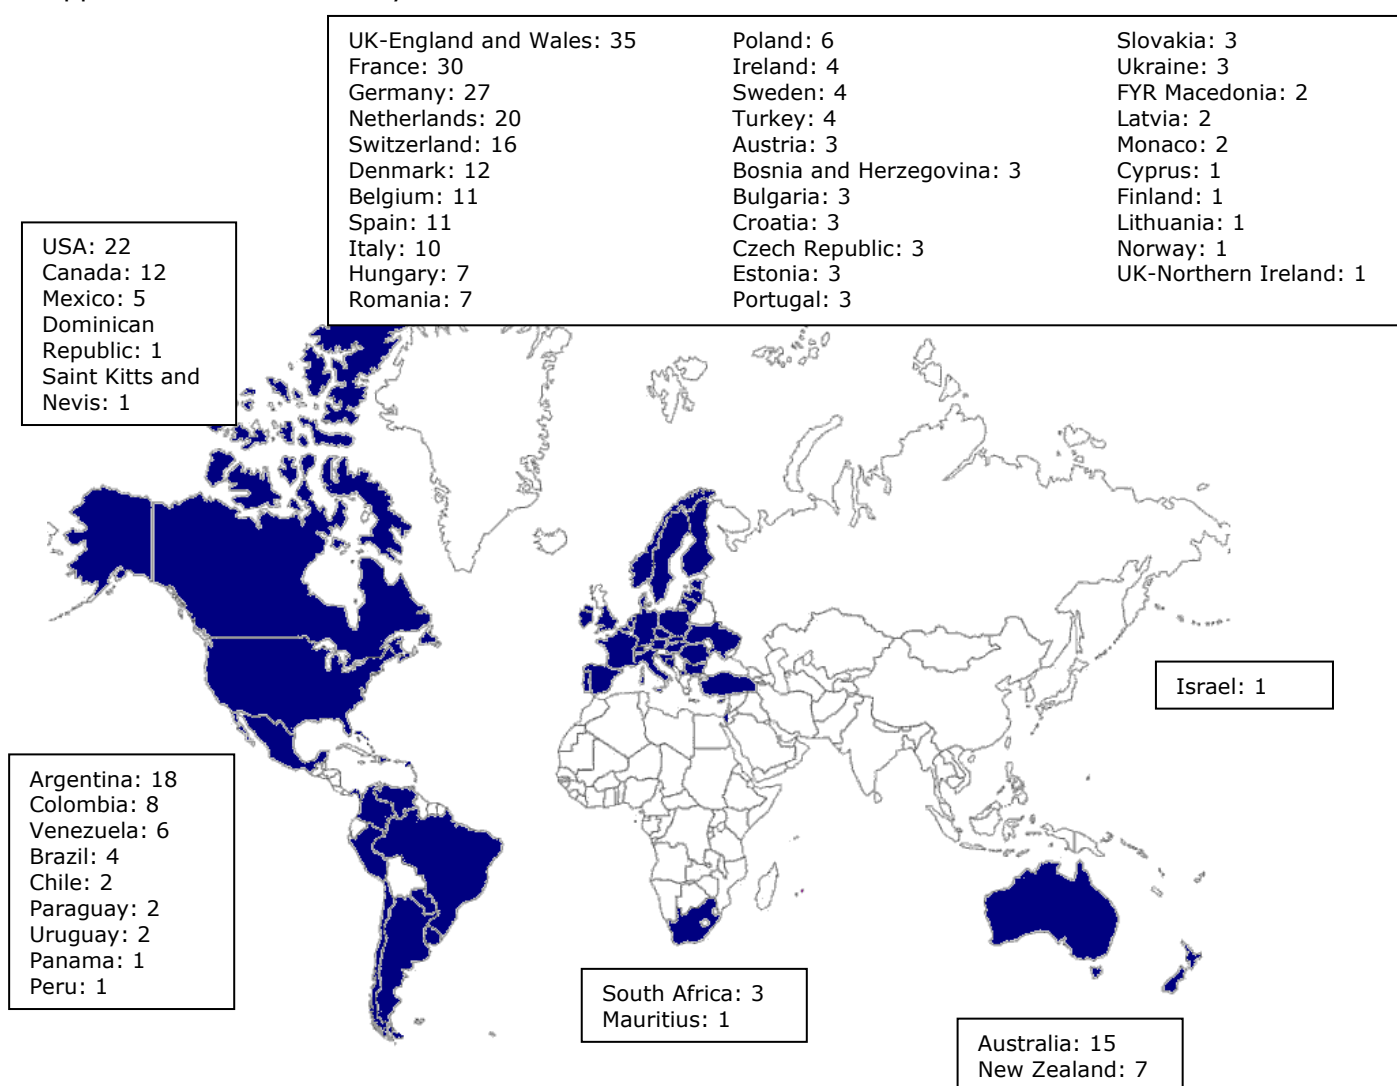 UK-England and Wales: 35
France: 30
Germany: 27
Netherlands: 20
Switzerland: 16
Denmark: 12
Belgium: 11
Spain: 11
Italy: 10
Hungary: 7
Romania: 7
Poland: 6
Ireland: 4
Sweden: 4
Turkey: 4
Austria: 3
Bosnia and Herzegovina: 3
Bulgaria: 3
Croatia: 3
Czech Republic: 3
Estonia: 3
Portugal: 3
Slovakia: 3
Ukraine: 3
FYR Macedonia: 2
Latvia: 2
Monaco: 2
Cyprus: 1
Finland: 1
Lithuania: 1
Norway: 1
UK-Northern Ireland: 1
USA: 22
Canada: 12
Mexico: 5
Dominican
Republic: 1
Saint Kitts and
Nevis: 1
Israel: 1
Argentina: 18
Colombia: 8
Venezuela: 6
Brazil: 4
Chile: 2
Paraguay: 2
Uruguay: 2
Panama: 1
Peru: 1
South Africa: 3
Mauritius: 1
Australia: 15
New Zealand: 7